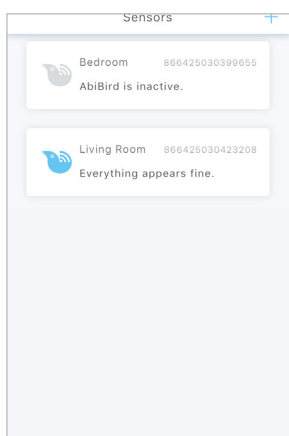 Sensors +
Bedroom 866425030399655
AbiBird is inactive.
Living Room 866425030423208
Everything appears fine.